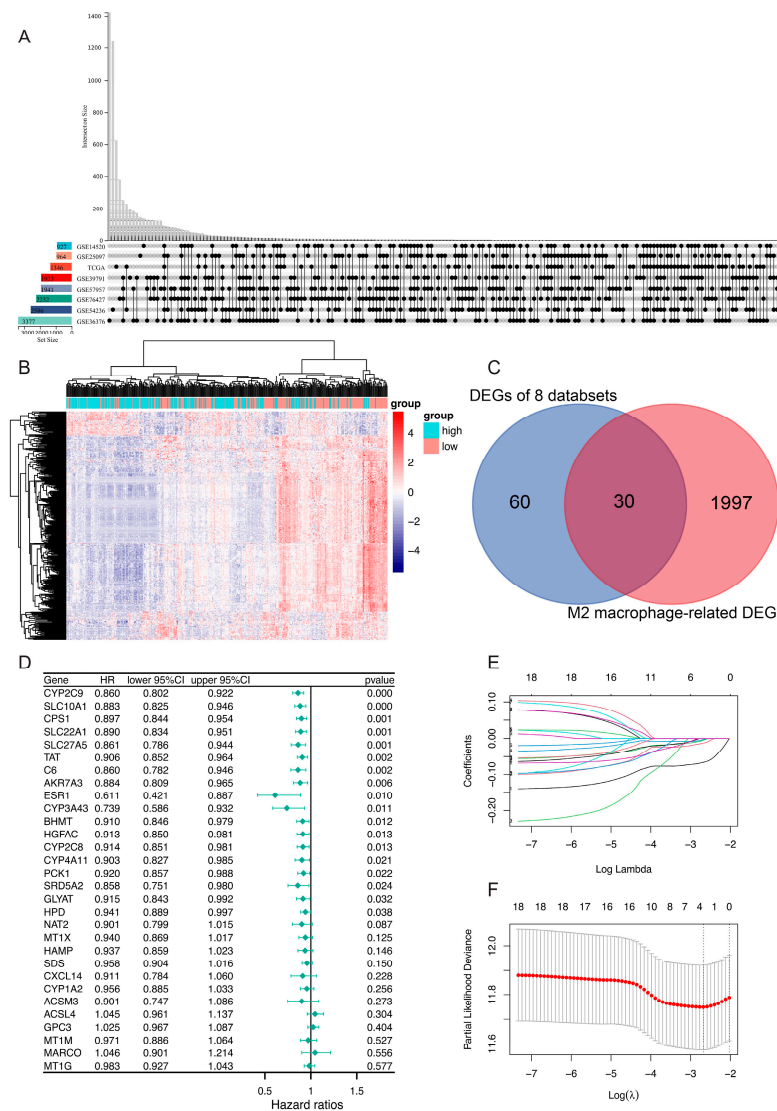 A
1400
1200
1000
800
600
400
200
0
Intersection Size
927 GSE14520
964 GSE25097
1346 TCGA
GSE39791
1941 GSE57957
2232 GSE76427
GSE54236
3377 GSE36376
3000 2000 1000 0
Set Size
B
group
4
2
0
−2
−4
group
high
low
C
DEGs of 8 databsets
60 30 1997
M2 macrophage-related DEG
D
Gene HR lower 95%CI upper 95%CI pvalue
CYP2C9 0.860 0.802 0.922 0.000
SLC10A1 0.883 0.825 0.946 0.000
CPS1 0.897 0.844 0.954 0.001
SLC22A1 0.890 0.834 0.951 0.001
SLC27A5 0.861 0.786 0.944 0.001
TAT 0.906 0.852 0.964 0.002
C6 0.860 0.782 0.946 0.002
AKR7A3 0.884 0.809 0.965 0.006
ESR1 0.611 0.421 0.887 0.010
CYP3A43 0.739 0.586 0.932 0.011
BHMT 0.910 0.846 0.979 0.012
HGFAC 0.013 0.850 0.081 0.013
CYP2C8 0.914 0.851 0.981 0.013
CYP4A11 0.903 0.827 0.985 0.021
PCK1 0.920 0.857 0.988 0.022
SRD5A2 0.858 0.751 0.980 0.024
GLYAT 0.915 0.843 0.992 0.032
HPD 0.941 0.889 0.997 0.038
NAT2 0.901 0.799 1.015 0.087
MT1X 0.940 0.869 1.017 0.125
HAMP 0.937 0.859 1.023 0.146
SDS 0.958 0.904 1.016 0.150
CXCL14 0.911 0.784 1.060 0.228
CYP1A2 0.956 0.885 1.033 0.256
ACSM3 0.901 0.747 1.086 0.273
ACSL4 1.045 0.961 1.137 0.304
GPC3 1.025 0.967 1.087 0.404
MT1M 0.971 0.886 1.064 0.527
MARCO 1.046 0.901 1.214 0.556
MT1G 0.983 0.927 1.043 0.577
0.5 1 1.5
Hazard ratios
E
18 18 16 11 6 0
0.10
0.00
−0.10
−0.20
Coefficients
−7 −6 −5 −4 −3 −2
Log Lambda
F
18 18 18 17 16 16 10 8 7 4 1 0
12.0
11.8
11.6
Partial Likelihood Deviance
−7 −6 −5 −4 −3 −2
Log(λ)